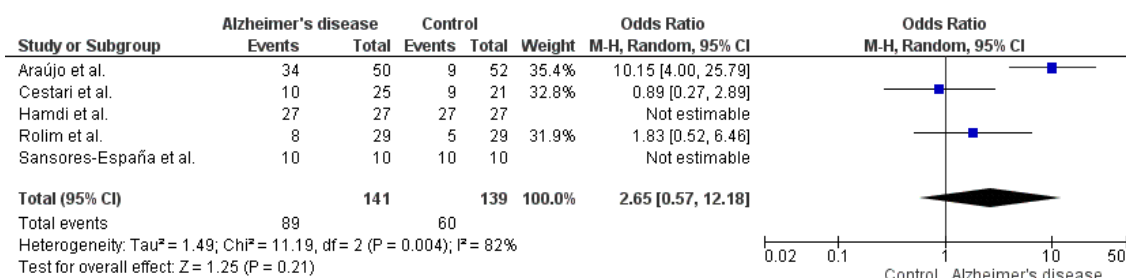 Alzheimer's disease Control Odds Ratio Odds Ratio
Study or Subgroup Events Total Events Total Weight M-H, Random, 95% CI M-H, Random, 95% CI
Araújo et al. 34 50 9 52 35.4% 10.15 [4.00, 25.79]
Cestari et al. 10 25 9 21 32.8% 0.89 [0.27, 2.89]
Hamdi et al. 27 27 27 27 Not estimable
Rolim et al. 8 29 5 29 31.9% 1.83 [0.52, 6.46]
Sansores-España et al. 10 10 10 10 Not estimable
Total (95% CI) 141 139 100.0% 2.65 [0.57, 12.18]
Total events 89 60
Heterogeneity: Tau² = 1.49; Chi² = 11.19, df = 2 (P = 0.004); I² = 82%
Test for overall effect: Z = 1.25 (P = 0.21)
0.02 0.1 1 10 50
Control Alzheimer's disease